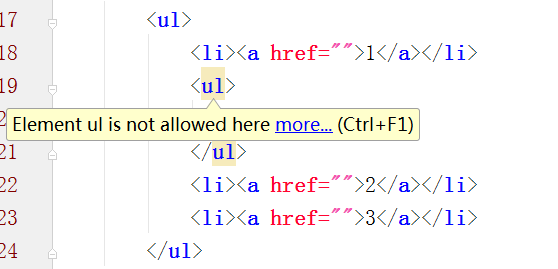 17 <ul>
18 <li><a href="">1</a></li>
19 <ul>
Element ul is not allowed here more... (Ctrl+F1)
21 </ul>
22 <li><a href="">2</a></li>
23 <li><a href="">3</a></li>
24 </ul>